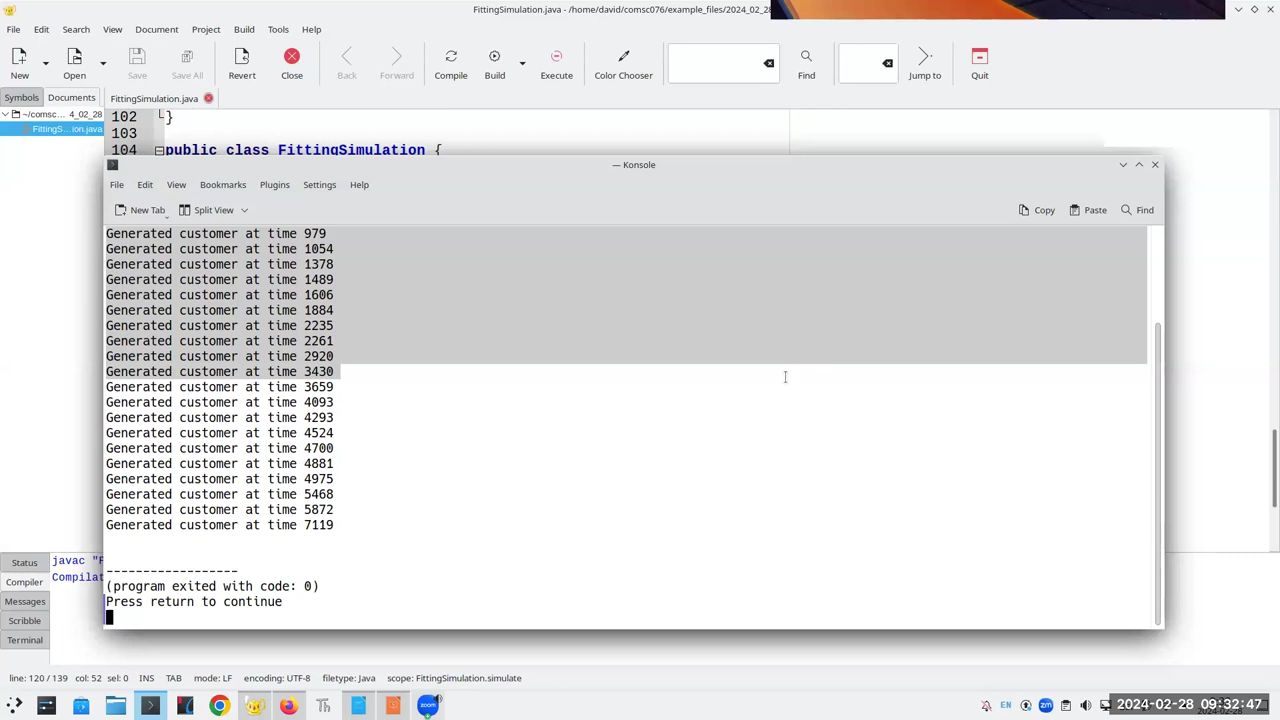 FittingSimulation.java - /home/david/comsc076/example_files/2024_02_28
File Edit Search View Document Project Build Tools Help
New Open Save Save All Revert Close Back Forward Compile Build Execute Color Chooser Find Jump to Quit
Symbols Documents FittingSimulation.java
~/comsc... 4_02_28
FittingS...ion.java
102 }
103
104 public class FittingSimulation {
— Konsole
File Edit View Bookmarks Plugins Settings Help
New Tab Split View Copy Paste Find
Generated customer at time 979
Generated customer at time 1054
Generated customer at time 1378
Generated customer at time 1489
Generated customer at time 1606
Generated customer at time 1884
Generated customer at time 2235
Generated customer at time 2261
Generated customer at time 2920
Generated customer at time 3430
Generated customer at time 3659
Generated customer at time 4093
Generated customer at time 4293
Generated customer at time 4524
Generated customer at time 4700
Generated customer at time 4881
Generated customer at time 4975
Generated customer at time 5468
Generated customer at time 5872
Generated customer at time 7119
------------------
(program exited with code: 0)
Press return to continue
Status
Compiler
Messages
Scribble
Terminal
javac "F
Compilat
line: 120 / 139 col: 52 sel: 0 INS TAB mode: LF encoding: UTF-8 filetype: Java scope: FittingSimulation.simulate
Th zoom EN zm 2024-02-28 09:32:47